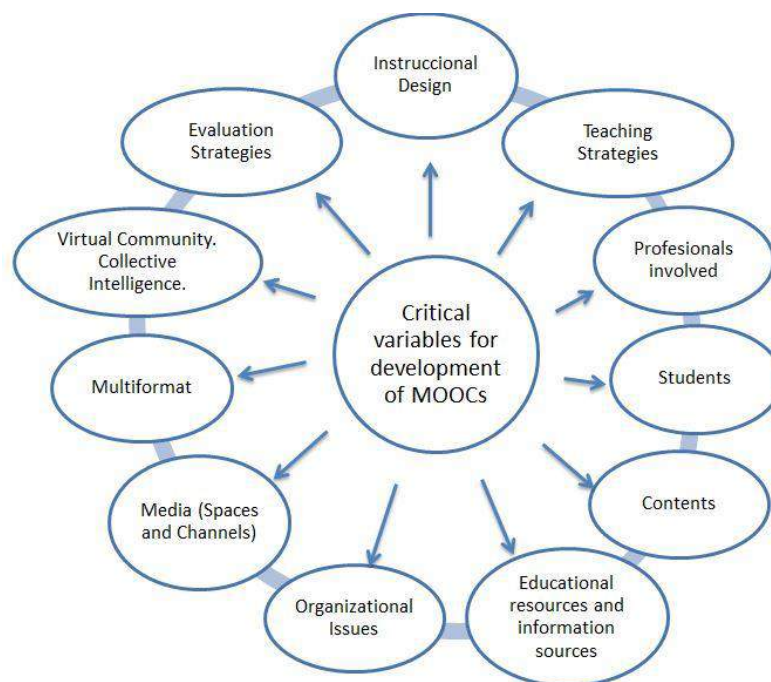 Instruccional
Design
Teaching
Strategies
Profesionals
involved
Students
Contents
Educational
resources and
information
sources
Organizational
Issues
Media (Spaces
and Channels)
Multiformat
Virtual Community.
Collective
Intelligence.
Evaluation
Strategies
Critical
variables for
development
of MOOCs